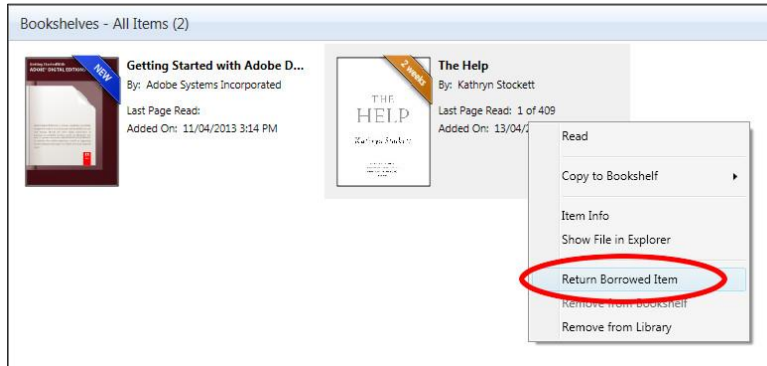 Bookshelves - All Items (2)
NEW
Getting Started with Adobe D...
By: Adobe Systems Incorporated
Last Page Read:
Added On: 11/04/2013 3:14 PM
2 weeks
THE
HELP
Kathryn Stockett
The Help
By: Kathryn Stockett
Last Page Read: 1 of 409
Added On: 13/04/2
Read
Copy to Bookshelf
Item Info
Show File in Explorer
Return Borrowed Item
Remove from Bookshelf
Remove from Library